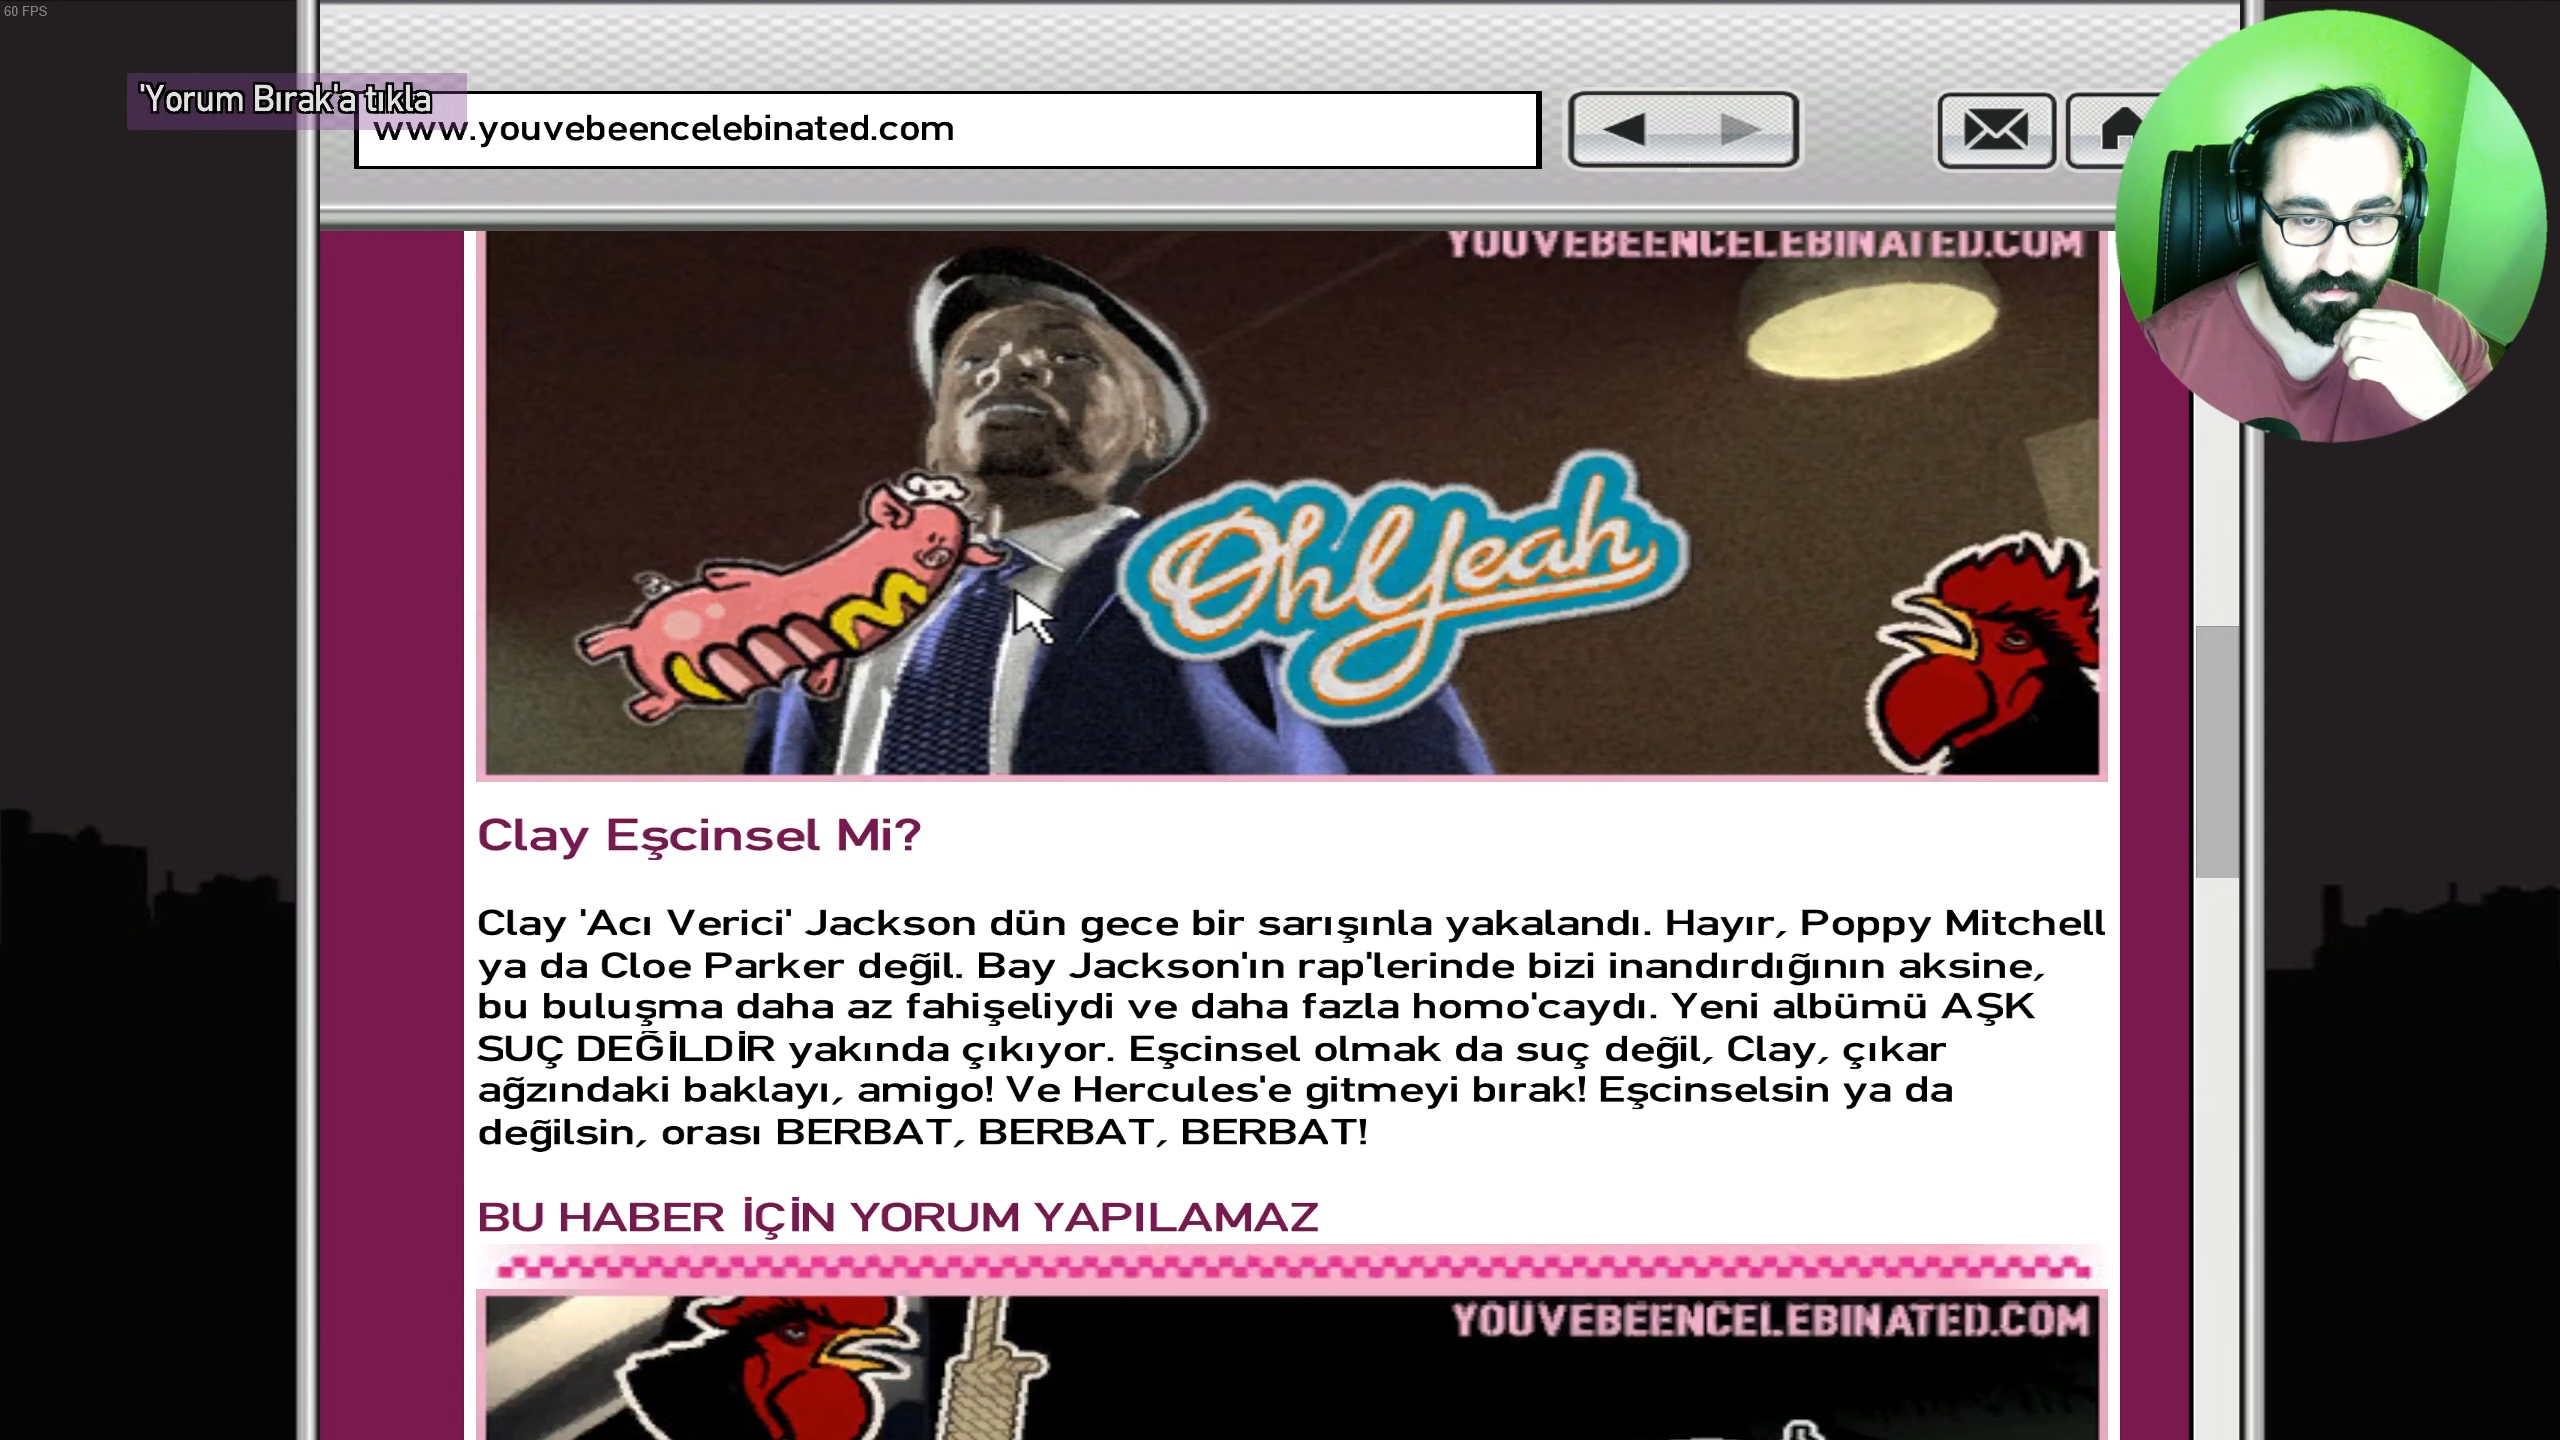 60 FPS
'Yorum Bırak'a tıkla
www.youvebeencelebinated.com
YOUVEBEENCELEBINATED.COM
Oh Yeah
Clay Eşcinsel Mi?
Clay 'Acı Verici' Jackson dün gece bir sarışınla yakalandı. Hayır, Poppy Mitchell
ya da Cloe Parker değil. Bay Jackson'ın rap'lerinde bizi inandırdığının aksine,
bu buluşma daha az fahişeliydi ve daha fazla homo'caydı. Yeni albümü AŞK
SUÇ DEĞİLDİR yakında çıkıyor. Eşcinsel olmak da suç değil, Clay, çıkar
ağzındaki baklayı, amigo! Ve Hercules'e gitmeyi bırak! Eşcinselsin ya da
değilsin, orası BERBAT, BERBAT, BERBAT!
BU HABER İÇİN YORUM YAPILAMAZ
YOUVEBEENCELEBINATED.COM